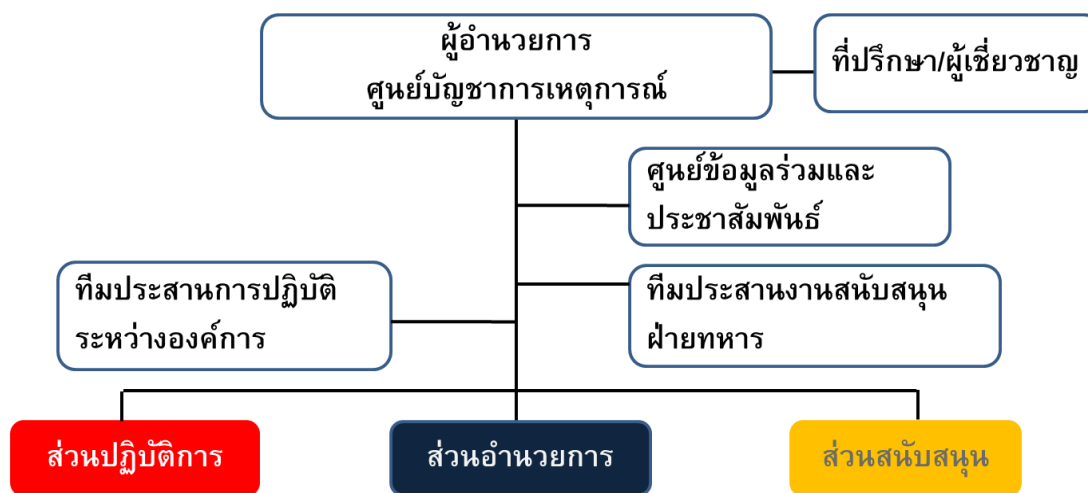 ผู้อำนวยการ
ศูนย์บัญชาการเหตุการณ์
ที่ปรึกษา/ผู้เชี่ยวชาญ
ศูนย์ข้อมูลร่วมและ
ประชาสัมพันธ์
ทีมประสานการปฏิบัติ
ระหว่างองค์การ
ทีมประสานงานสนับสนุน
ฝ่ายทหาร
ส่วนปฏิบัติการ
ส่วนอำนวยการ
ส่วนสนับสนุน